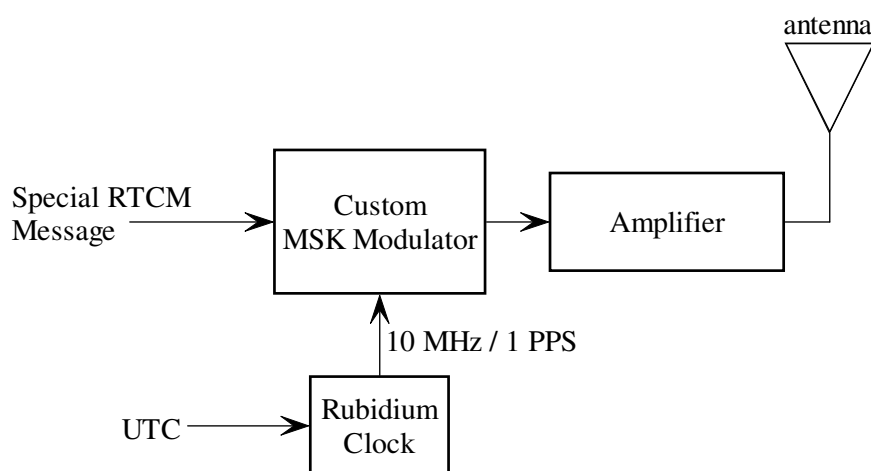 antenna
Special RTCM
Message
Custom
MSK Modulator
Amplifier
10 MHz / 1 PPS
UTC
Rubidium
Clock